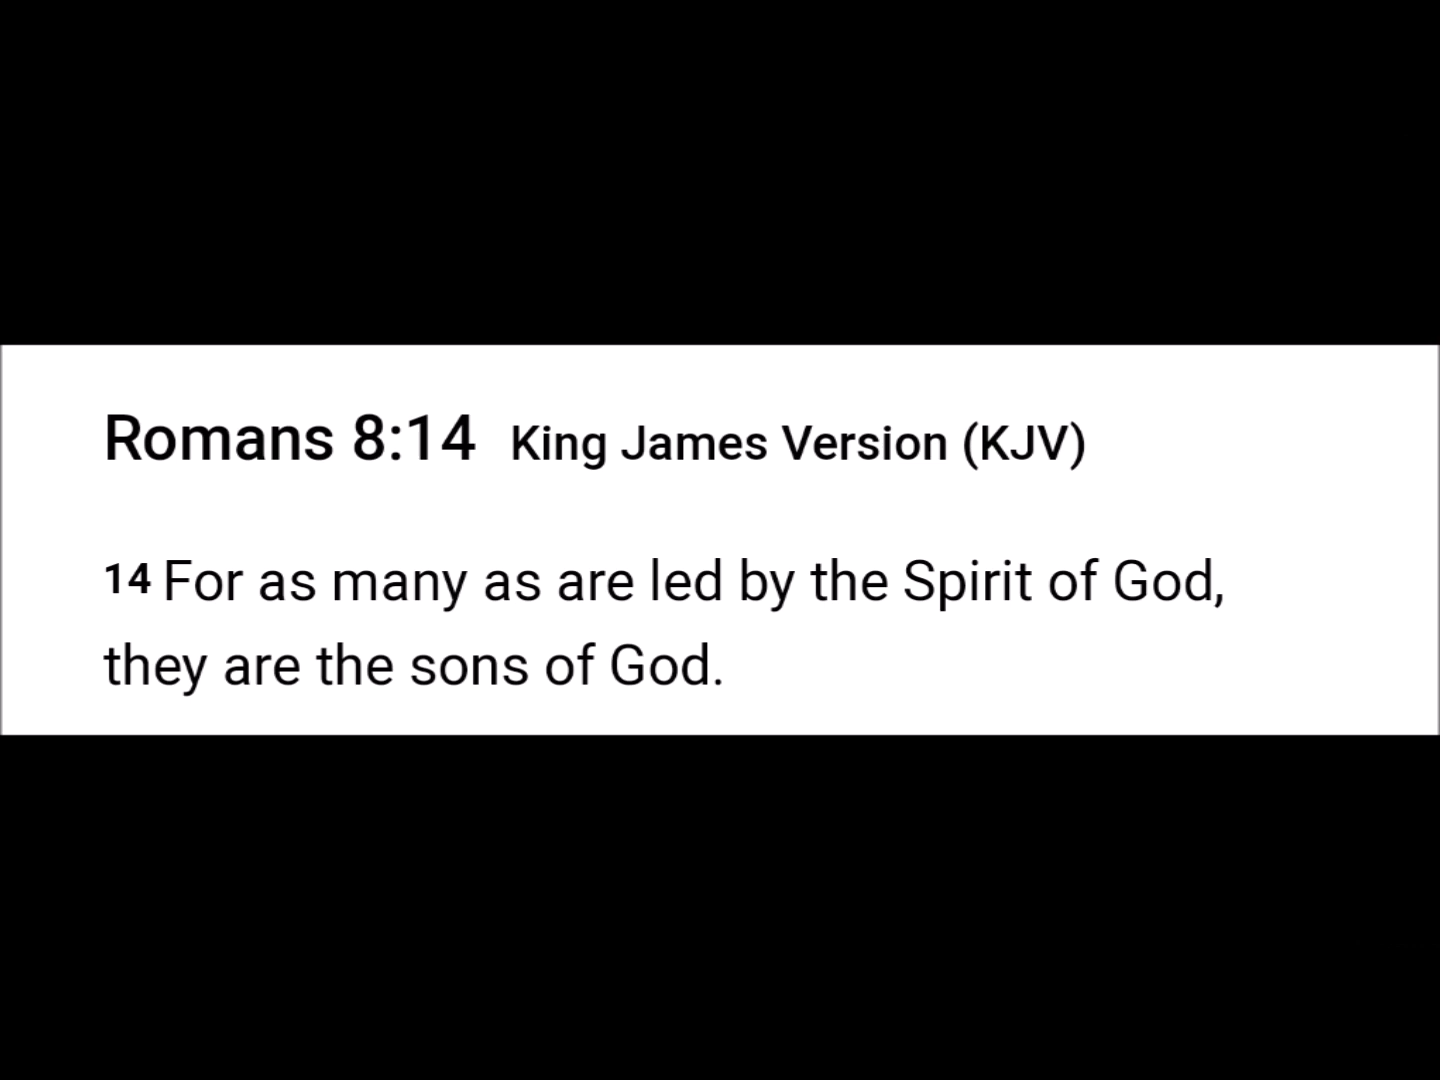 Romans 8:14 King James Version (KJV)
14 For as many as are led by the Spirit of God,
they are the sons of God.